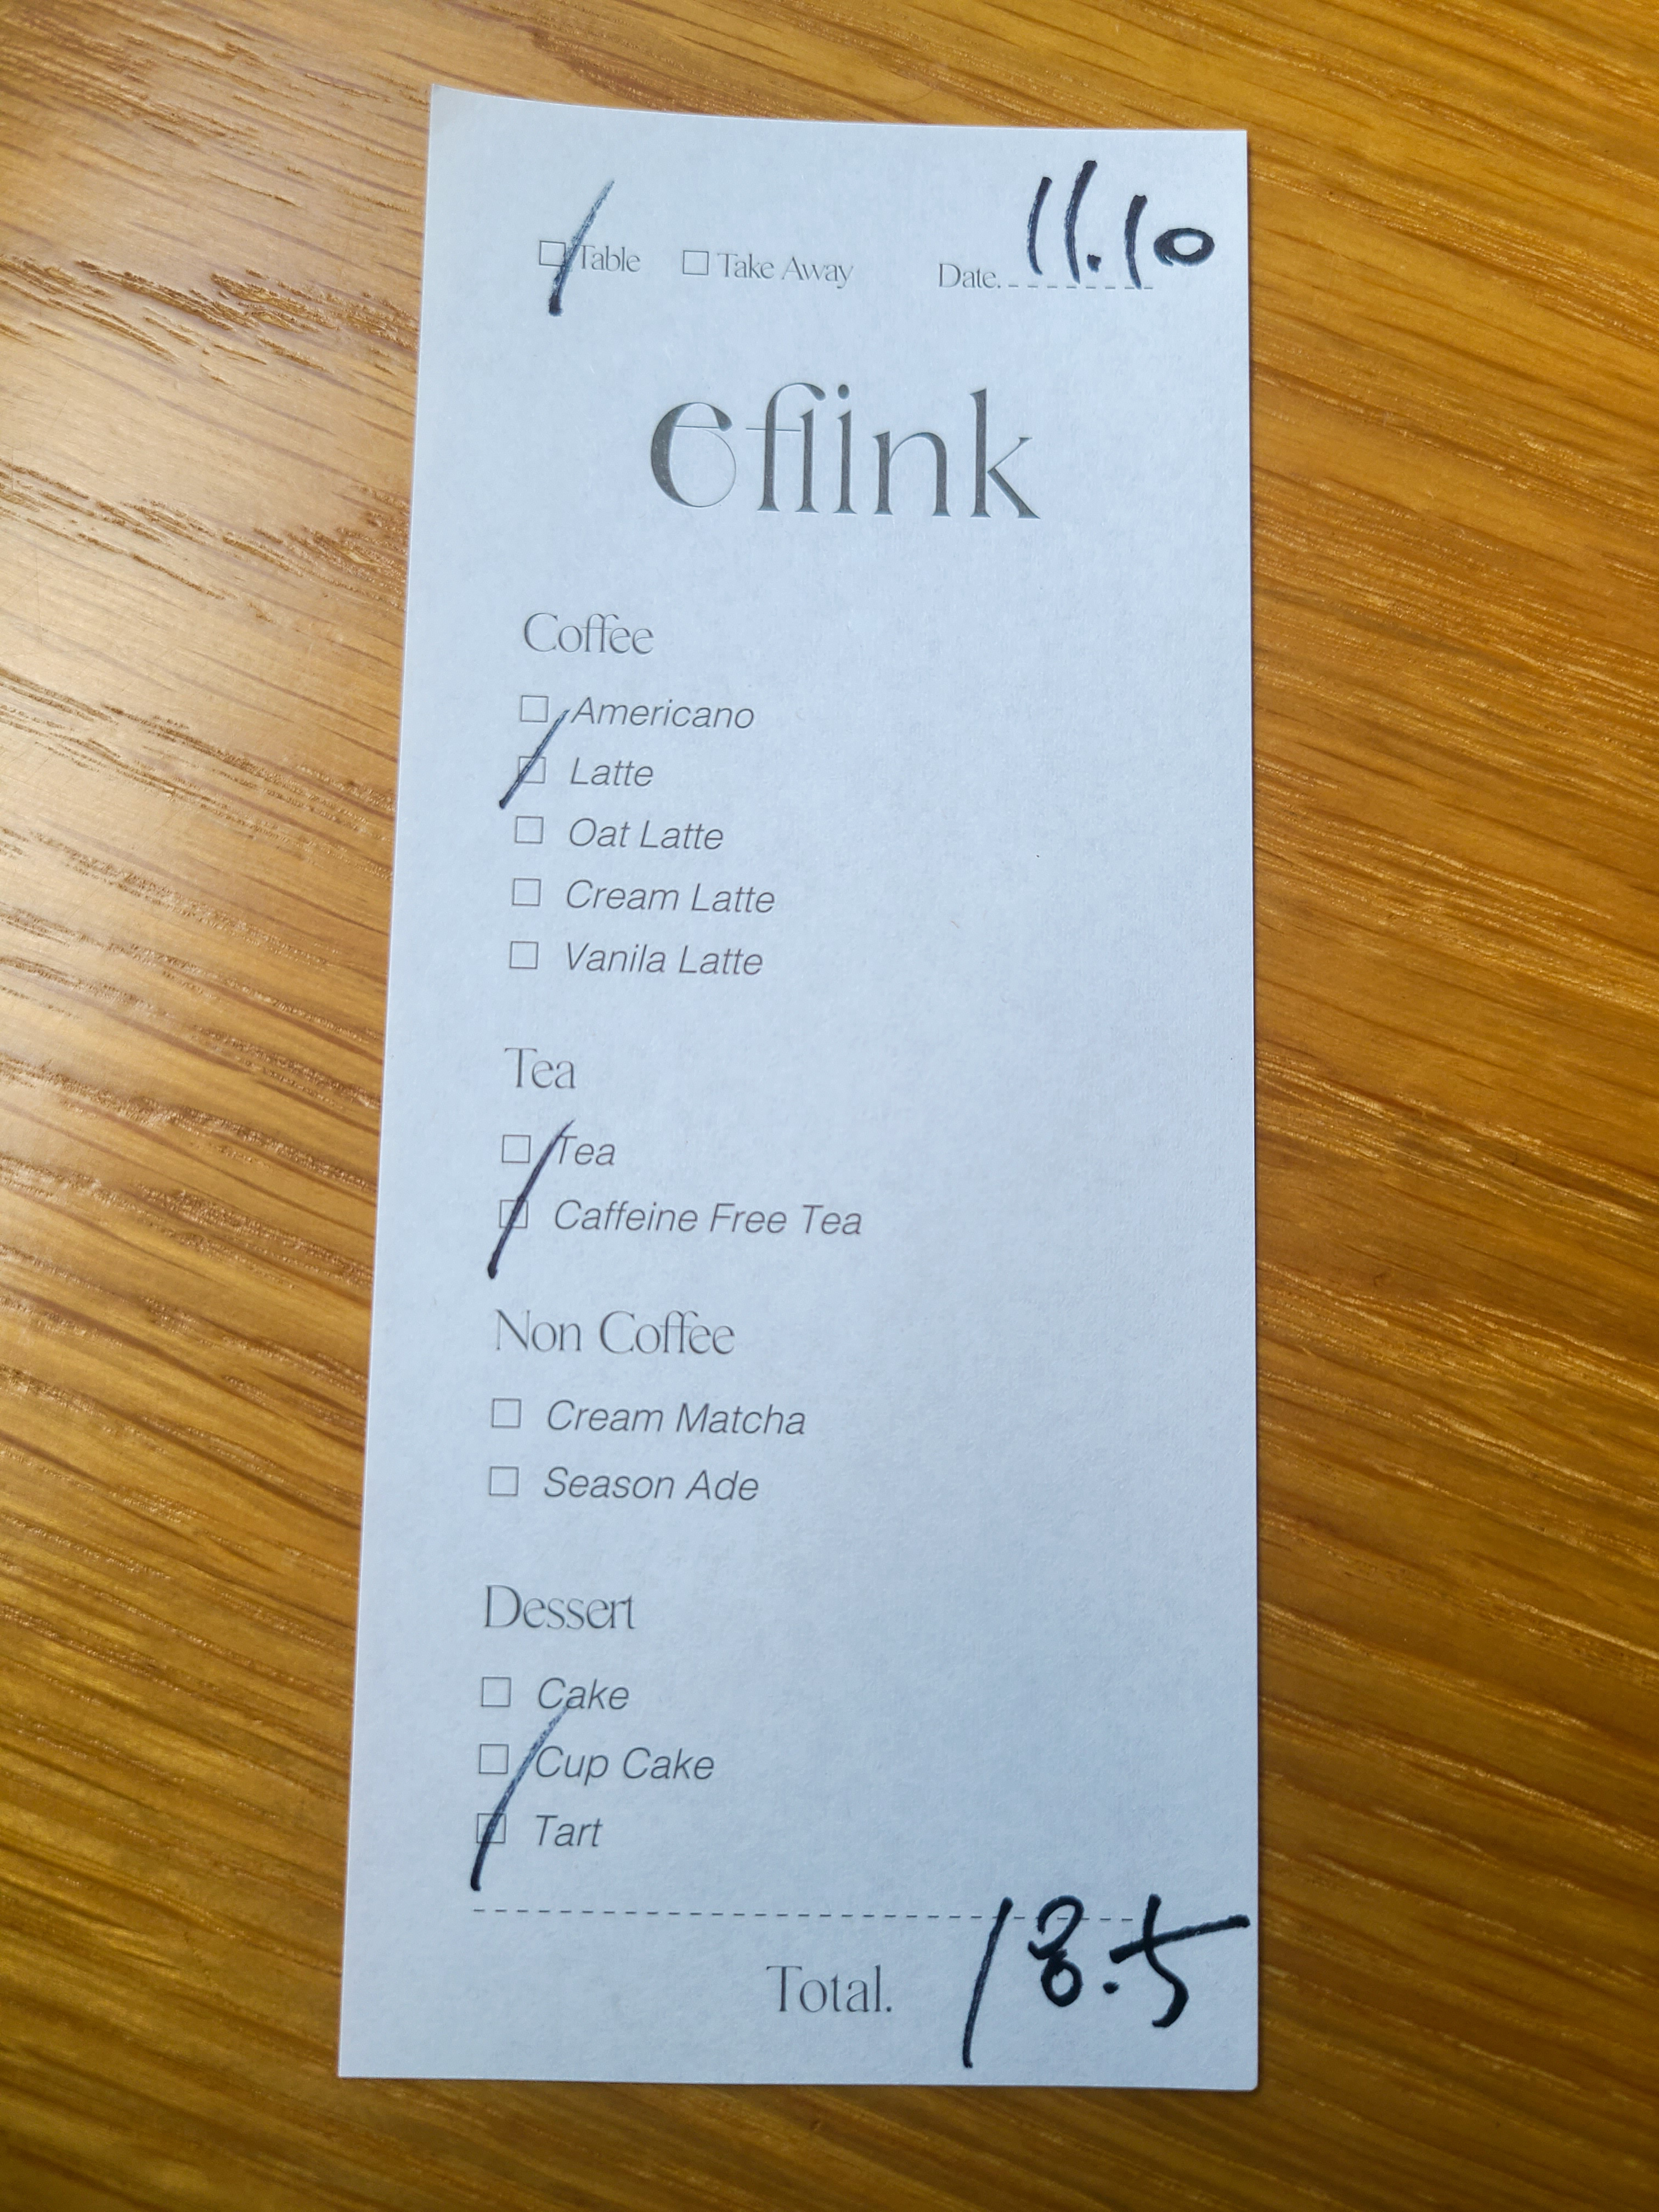 Table Take Away Date. 11.10
efiink
Coffee
Americano
Latte
Oat Latte
Cream Latte
Vanila Latte
Tea
Tea
Caffeine Free Tea
Non Coffee
Cream Matcha
Season Ade
Dessert
Cake
Cup Cake
Tart
Total. 18.5